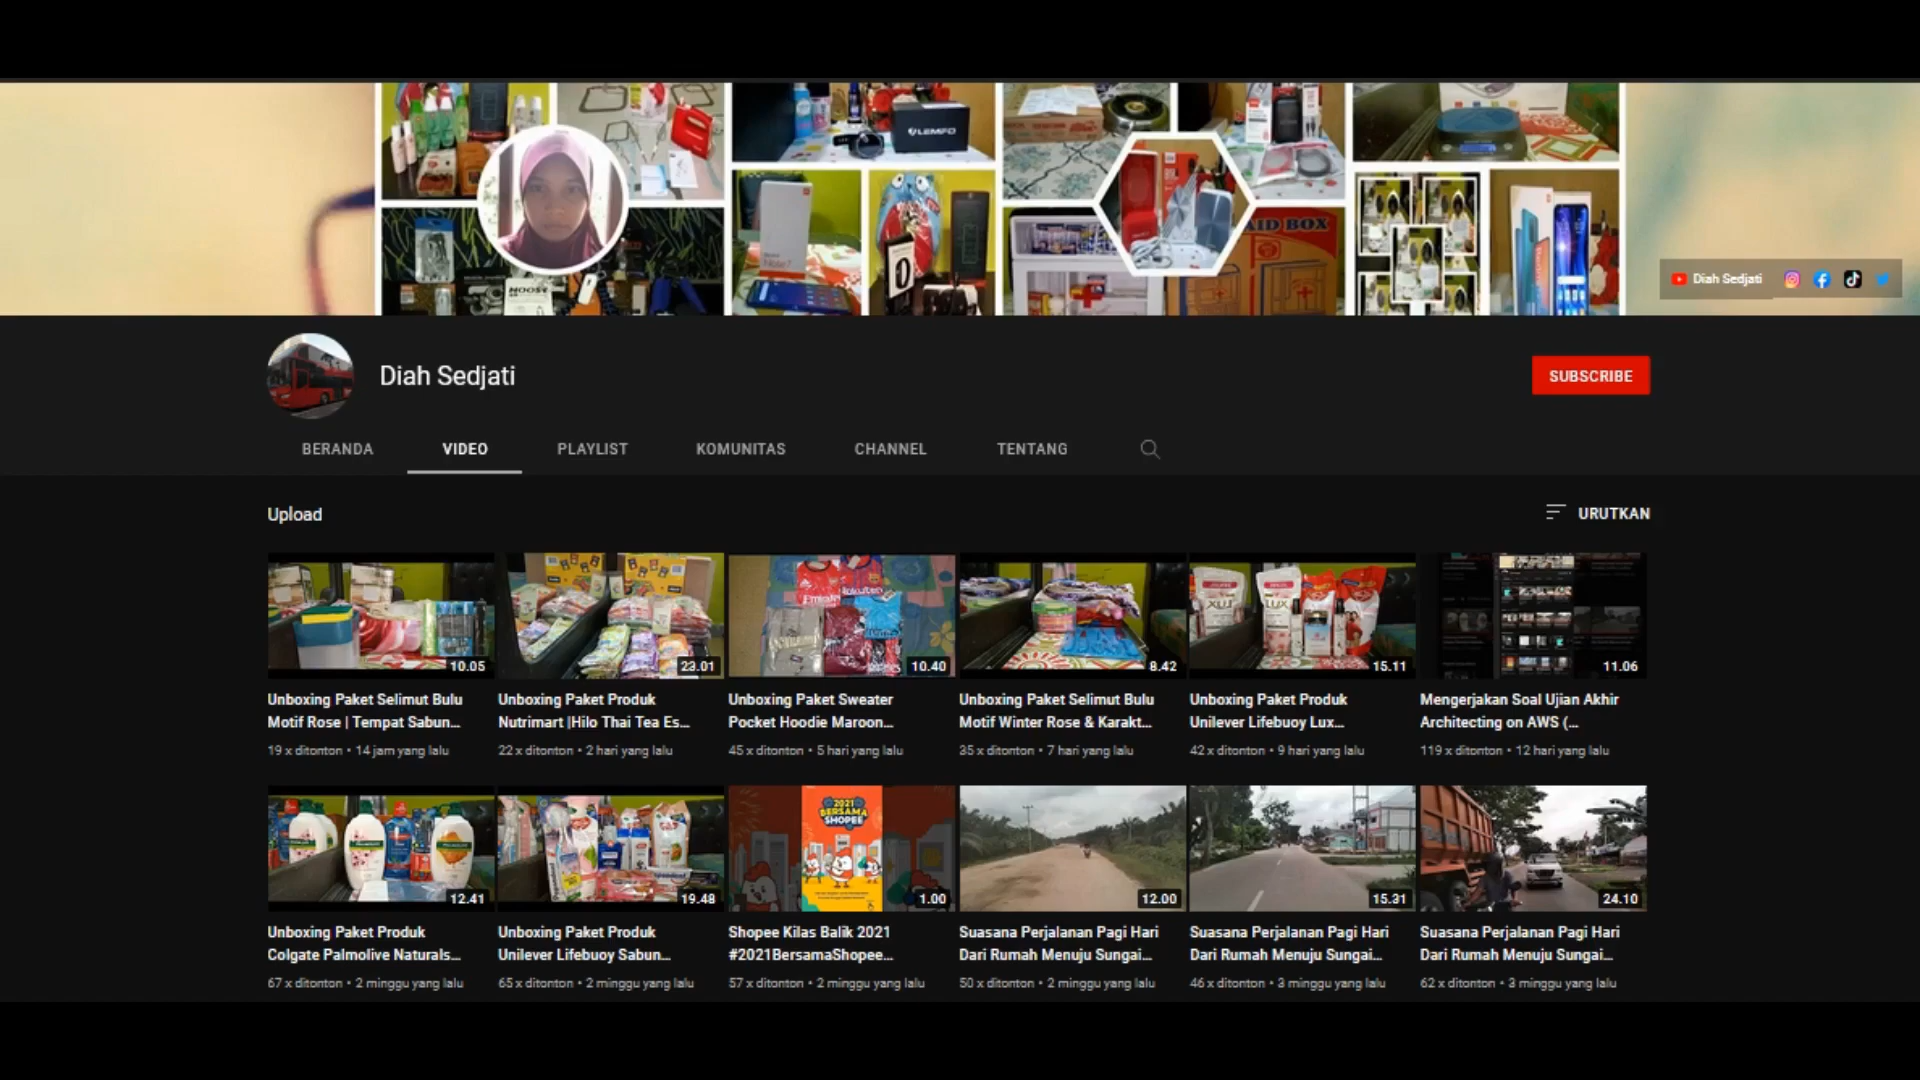 LEMFO
AID BOX
NOOSY
Diah Sedjati
Diah Sedjati
SUBSCRIBE
BERANDA
VIDEO
PLAYLIST
KOMUNITAS
CHANNEL
TENTANG
Upload
URUTKAN
10.05
23.01
10.40
8.42
LUX
15.11
11.06
Unboxing Paket Selimut Bulu
Motif Rose | Tempat Sabun...
19 x ditonton • 14 jam yang lalu
Unboxing Paket Produk
Nutrimart |Hilo Thai Tea Es...
22 x ditonton • 2 hari yang lalu
Unboxing Paket Sweater
Pocket Hoodie Maroon...
45 x ditonton • 5 hari yang lalu
Unboxing Paket Selimut Bulu
Motif Winter Rose & Karakt...
35 x ditonton • 7 hari yang lalu
Unboxing Paket Produk
Unilever Lifebuoy Lux...
42 x ditonton • 9 hari yang lalu
Mengerjakan Soal Ujian Akhir
Architecting on AWS (...
119 x ditonton • 12 hari yang lalu
12.41
19.48
2021
BERSAMA
SHOPEE
1.00
12.00
15.31
24.10
Unboxing Paket Produk
Colgate Palmolive Naturals...
67 x ditonton • 2 minggu yang lalu
Unboxing Paket Produk
Unilever Lifebuoy Sabun...
65 x ditonton • 2 minggu yang lalu
Shopee Kilas Balik 2021
#2021BersamaShopee...
57 x ditonton • 2 minggu yang lalu
Suasana Perjalanan Pagi Hari
Dari Rumah Menuju Sungai...
50 x ditonton • 2 minggu yang lalu
Suasana Perjalanan Pagi Hari
Dari Rumah Menuju Sungai...
46 x ditonton • 3 minggu yang lalu
Suasana Perjalanan Pagi Hari
Dari Rumah Menuju Sungai...
62 x ditonton • 3 minggu yang lalu